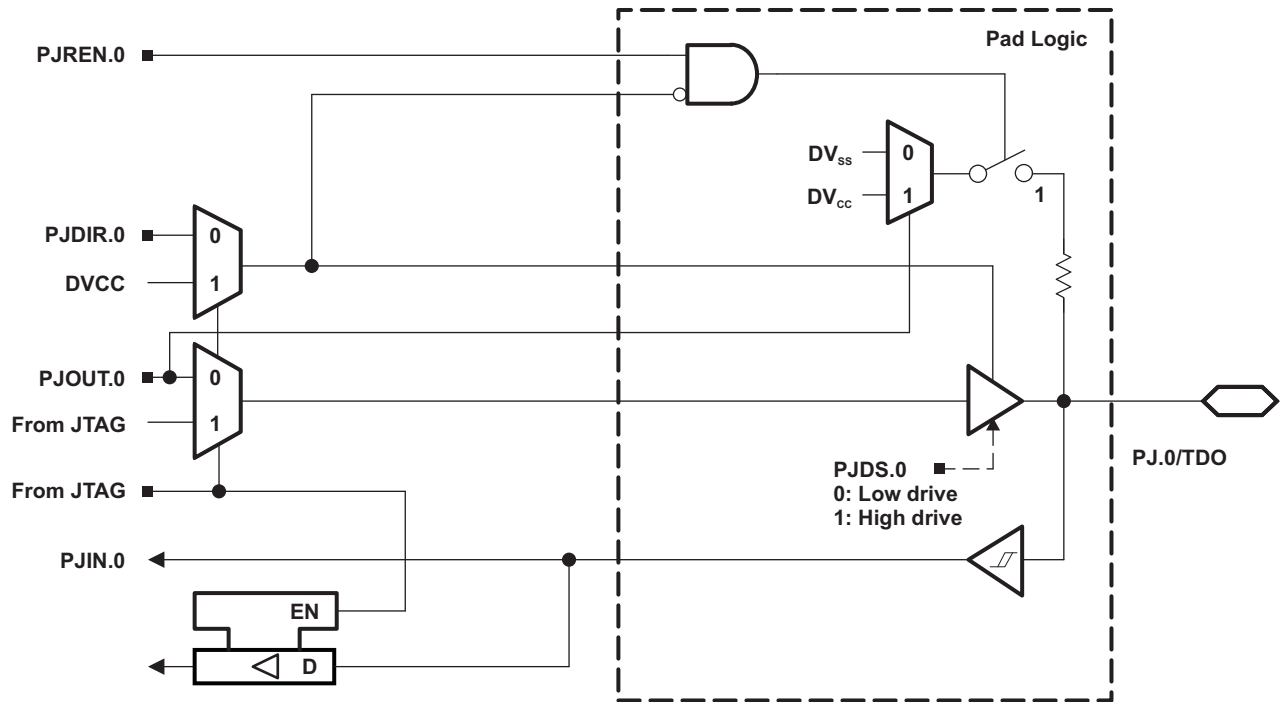 Pad Logic
PJREN.0
DVss
0
DVcc
1
1
PJDIR.0
0
DVCC
1
PJOUT.0
0
From JTAG
1
PJ.0/TDO
PJDS.0
0: Low drive
1: High drive
From JTAG
PJIN.0
EN
D